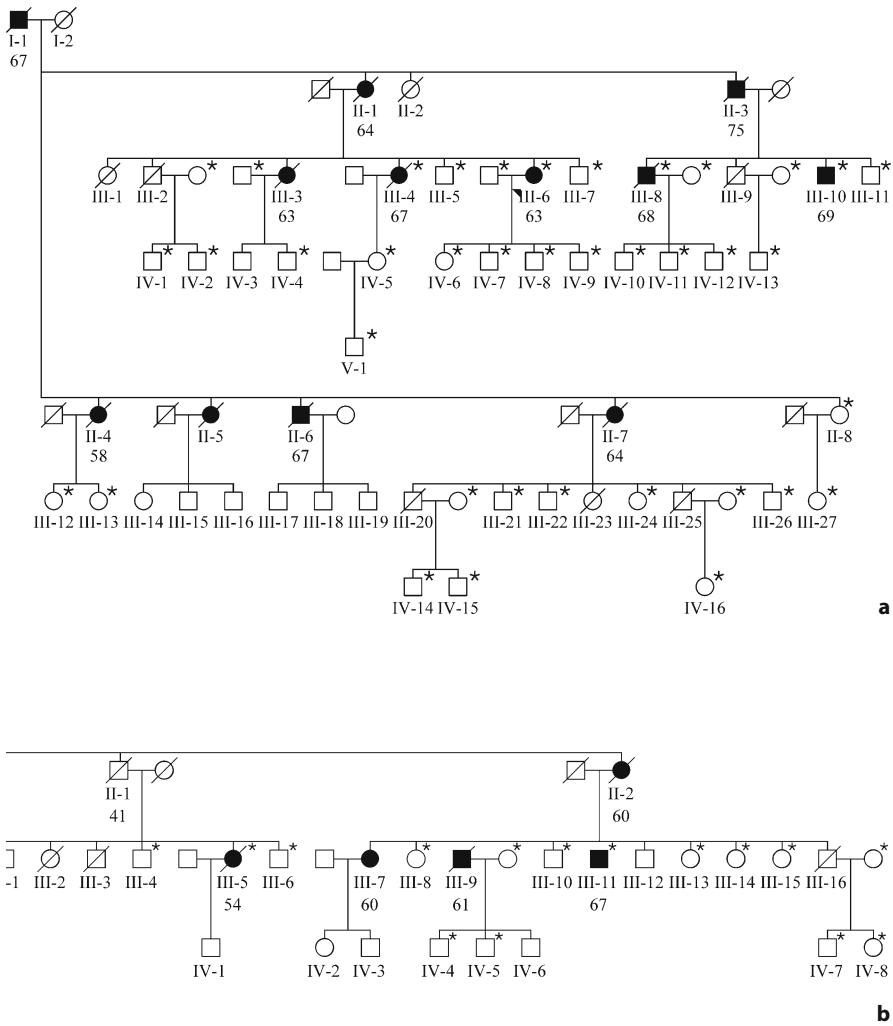 I-1 I-2
67
II-1 II-2 II-3
64 75
* * * * * * * * * * * *
III-1 III-2 III-3 III-4 III-5 III-6 III-7 III-8 III-9 III-10 III-11
63 67 63 68 69
* * * * * * * * * * * * *
IV-1 IV-2 IV-3 IV-4 IV-5 IV-6 IV-7 IV-8 IV-9 IV-10 IV-11 IV-12 IV-13
*
V-1
*
II-4 II-5 II-6 II-7 II-8
58 67 64
* * * * * * * * *
III-12 III-13 III-14 III-15 III-16 III-17 III-18 III-19 III-20 III-21 III-22 III-23 III-24 III-25 III-26 III-27
* * *
IV-14 IV-15 IV-16
a
II-1 II-2
41 60
* * * * * * * * * * *
-1 III-2 III-3 III-4 III-5 III-6 III-7 III-8 III-9 III-10 III-11 III-12 III-13 III-14 III-15 III-16
54 60 61 67
* * * *
IV-1 IV-2 IV-3 IV-4 IV-5 IV-6 IV-7 IV-8
b